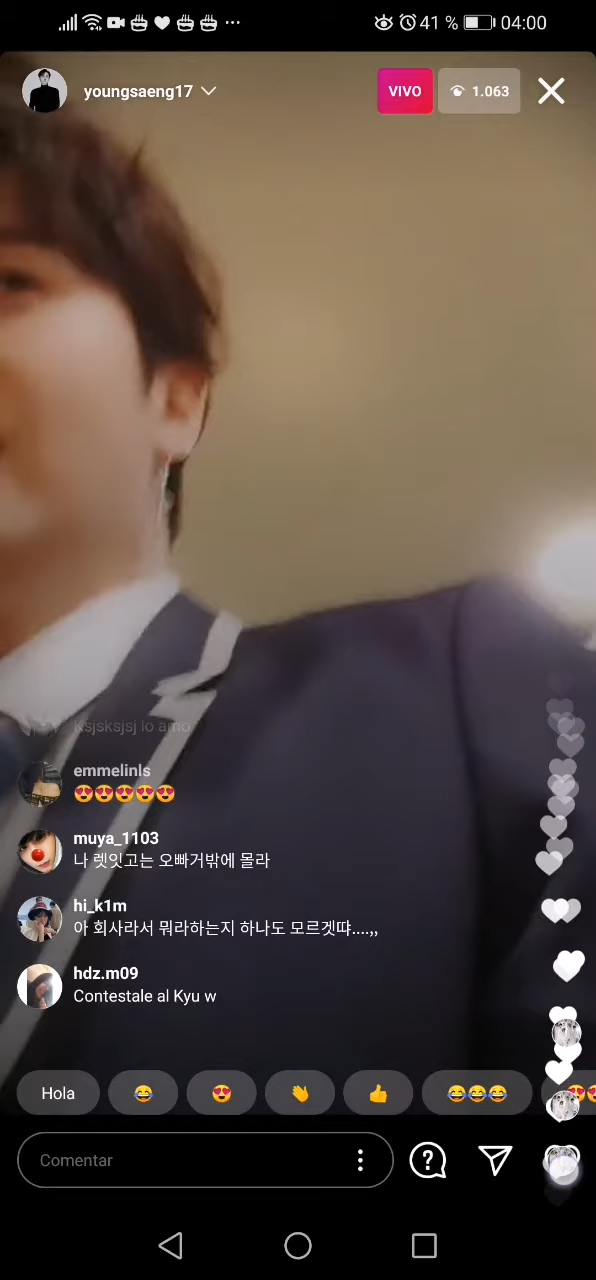 41 % 04:00
youngsaeng17 VIVO 1.063
Ksjsksjsj lo amo
emmelinls
😍😍😍😍😍
muya_1103
나 렛잇고는 오빠거밖에 몰라
hi_k1m
아 회사라서 뭐라하는지 하나도 모르겟땨....,,
hdz.m09
Contestale al Kyu w
Hola 😂 😍 👏 👍 😂😂😂
Comentar